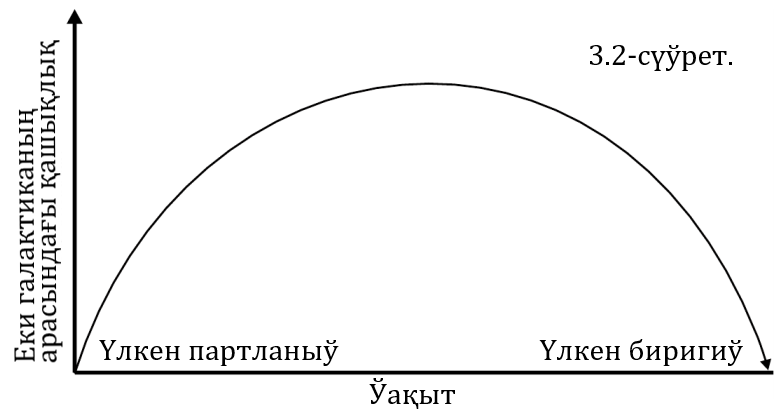 3.2-сүўрет.
Еки галактиканың
арасындағы қашықлық
Үлкен партланыў
Үлкен биригиў
Ўақыт